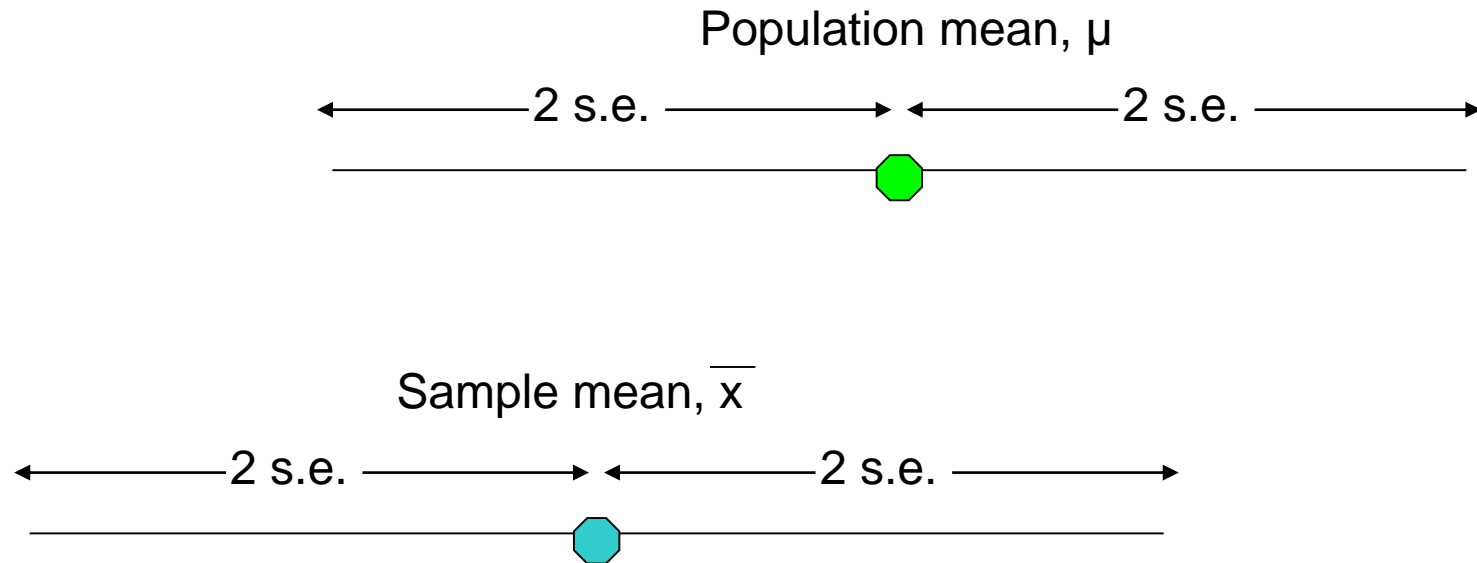 Population mean, μ
2 s.e. 2 s.e.
Sample mean, x̅
2 s.e. 2 s.e.